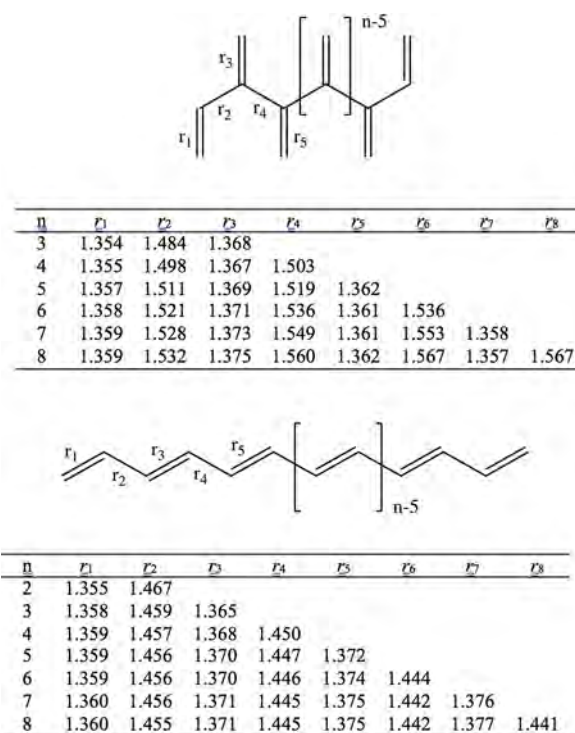 n-5
r3
r2 r4
r1 r5
n r1 r2 r3 r4 r5 r6 r7 r8
3 1.354 1.484 1.368
4 1.355 1.498 1.367 1.503
5 1.357 1.511 1.369 1.519 1.362
6 1.358 1.521 1.371 1.536 1.361 1.536
7 1.359 1.528 1.373 1.549 1.361 1.553 1.358
8 1.359 1.532 1.375 1.560 1.362 1.567 1.357 1.567
r1 r3 r5
r2 r4
n-5
n r1 r2 r3 r4 r5 r6 r7 r8
2 1.355 1.467
3 1.358 1.459 1.365
4 1.359 1.457 1.368 1.450
5 1.359 1.456 1.370 1.447 1.372
6 1.359 1.456 1.370 1.446 1.374 1.444
7 1.360 1.456 1.371 1.445 1.375 1.442 1.376
8 1.360 1.455 1.371 1.445 1.375 1.442 1.377 1.441